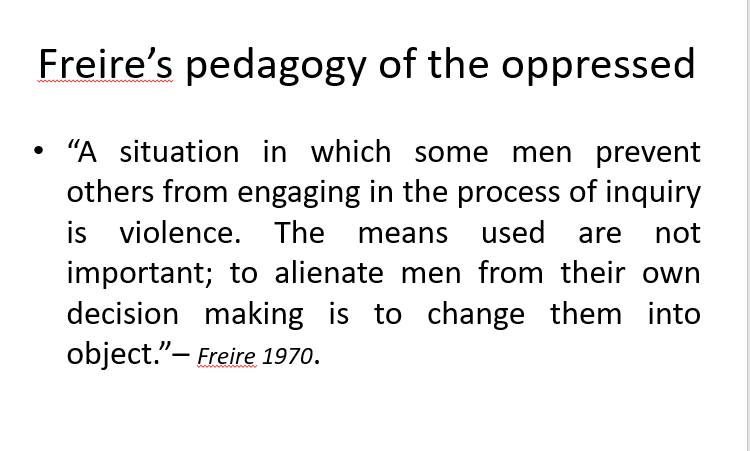 Freire’s pedagogy of the oppressed
• “A situation in which some men prevent
others from engaging in the process of inquiry
is violence. The means used are not
important; to alienate men from their own
decision making is to change them into
object.”– Freire 1970.